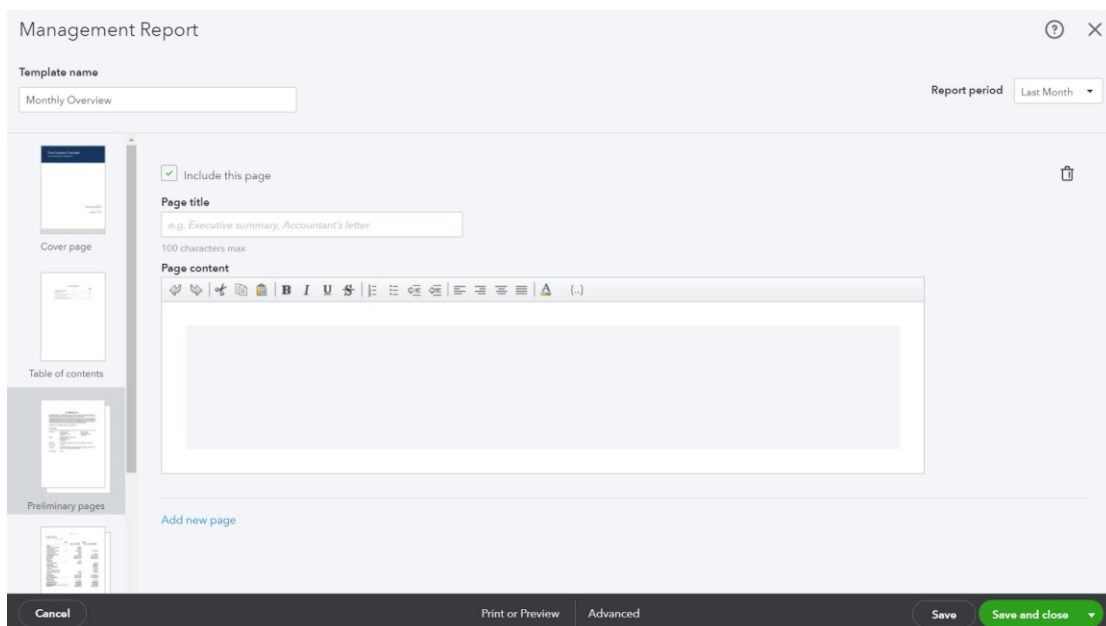 Management Report
Template name
Monthly Overview
Report period
Last Month
Cover page
Table of contents
Preliminary pages
Include this page
Page title
e.g. Executive summary, Accountant's letter
100 characters max
Page content
B I U S A {..}
Add new page
Cancel
Print or Preview
Advanced
Save
Save and close